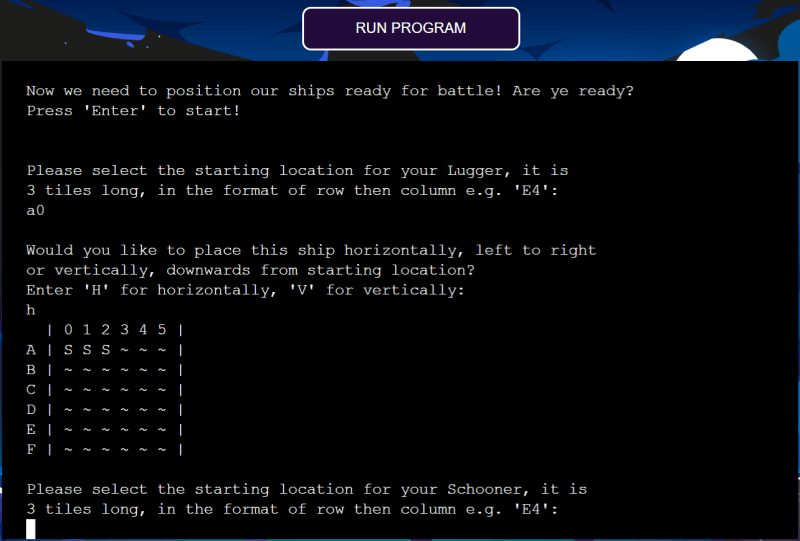 RUN PROGRAM
Now we need to position our ships ready for battle! Are ye ready?
Press 'Enter' to start!
Please select the starting location for your Lugger, it is
3 tiles long, in the format of row then column e.g. 'E4':
a0
Would you like to place this ship horizontally, left to right
or vertically, downwards from starting location?
Enter 'H' for horizontally, 'V' for vertically:
h
  | 0 1 2 3 4 5 |
A | S S S ~ ~ ~ |
B | ~ ~ ~ ~ ~ ~ |
C | ~ ~ ~ ~ ~ ~ |
D | ~ ~ ~ ~ ~ ~ |
E | ~ ~ ~ ~ ~ ~ |
F | ~ ~ ~ ~ ~ ~ |
Please select the starting location for your Schooner, it is
3 tiles long, in the format of row then column e.g. 'E4':